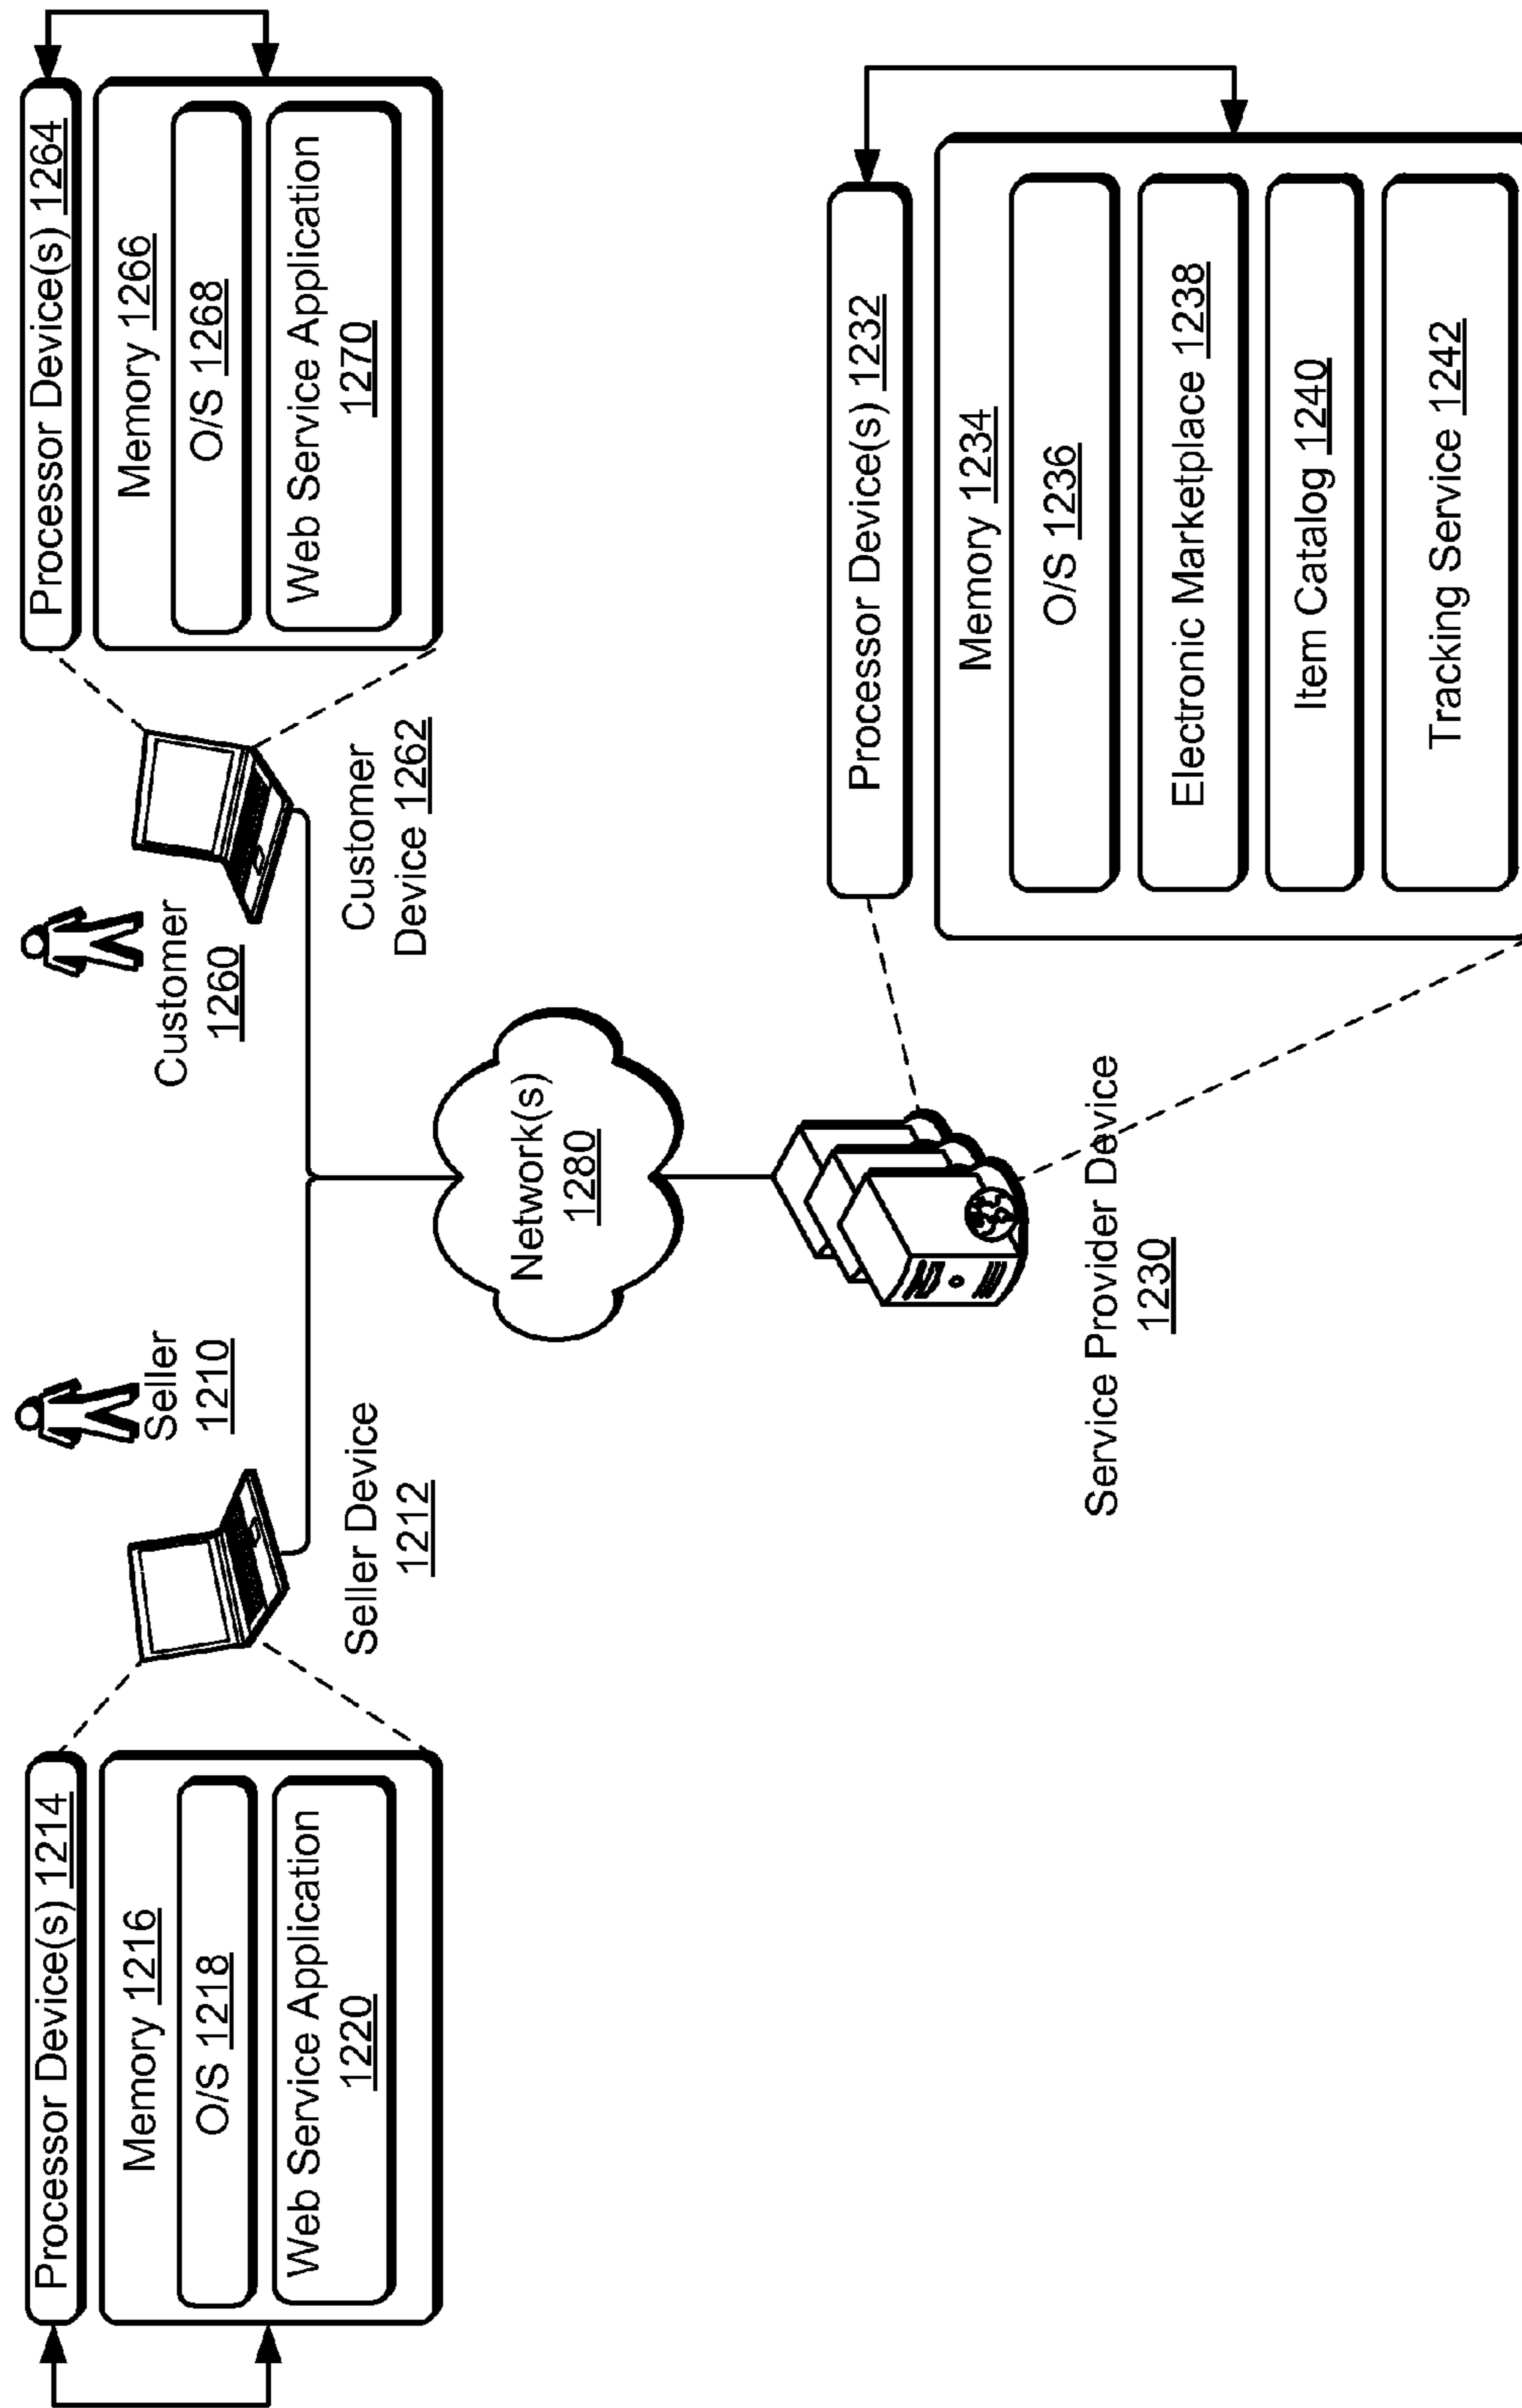 Processor Device(s) 1214
Memory 1216
O/S 1218
Web Service Application
1220
Seller
1210
Seller Device
1212
Customer
1260
Customer
Device 1262
Processor Device(s) 1264
Memory 1266
O/S 1268
Web Service Application
1270
Network(s)
1280
Service Provider Device
1230
Processor Device(s) 1232
Memory 1234
O/S 1236
Electronic Marketplace 1238
Item Catalog 1240
Tracking Service 1242